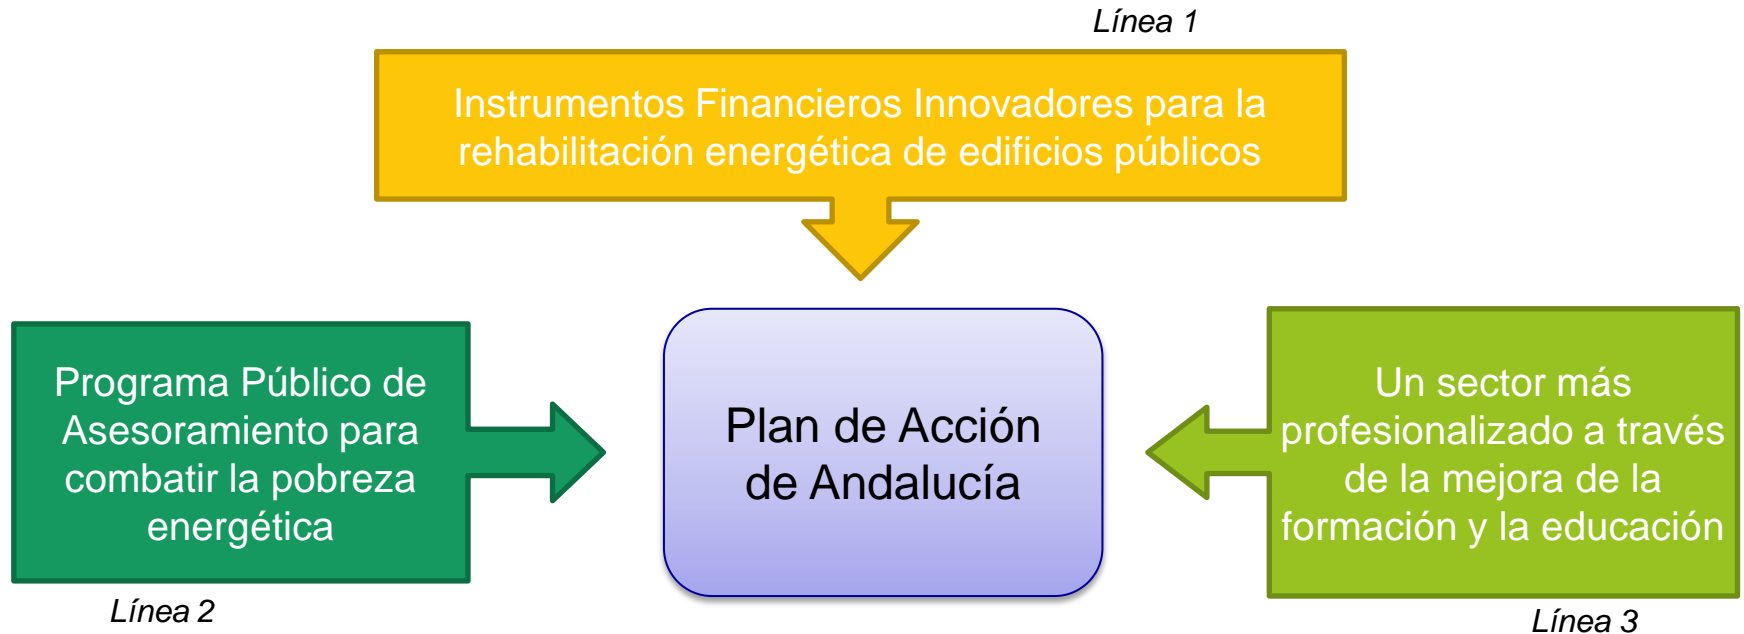 Línea 1
Instrumentos Financieros Innovadores para la
rehabilitación energética de edificios públicos
Programa Público de
Asesoramiento para
combatir la pobreza
energética
Línea 2
Plan de Acción
de Andalucía
Un sector más
profesionalizado a través
de la mejora de la
formación y la educación
Línea 3